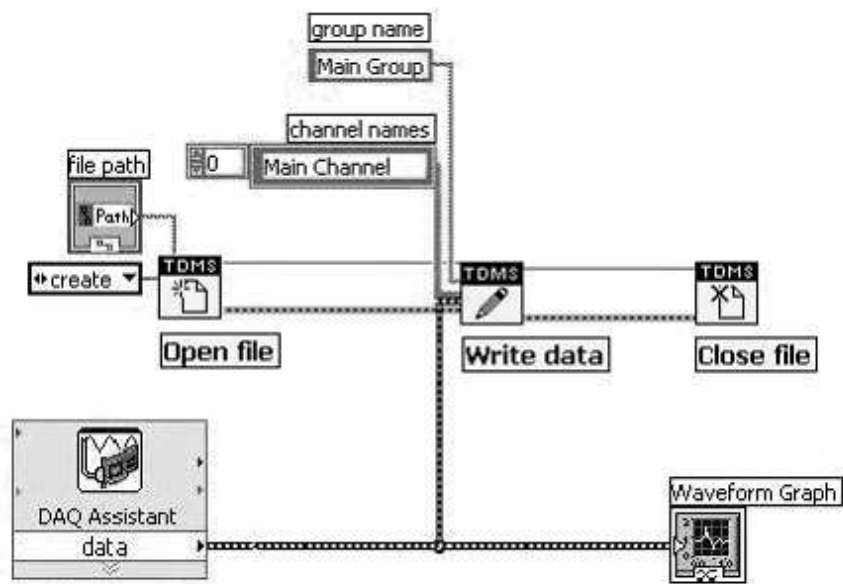 group name
Main Group
channel names
0
Main Channel
file path
Path
create
TDMS
TDMS
TDMS
Open file
Write data
Close file
DAQ Assistant
data
Waveform Graph